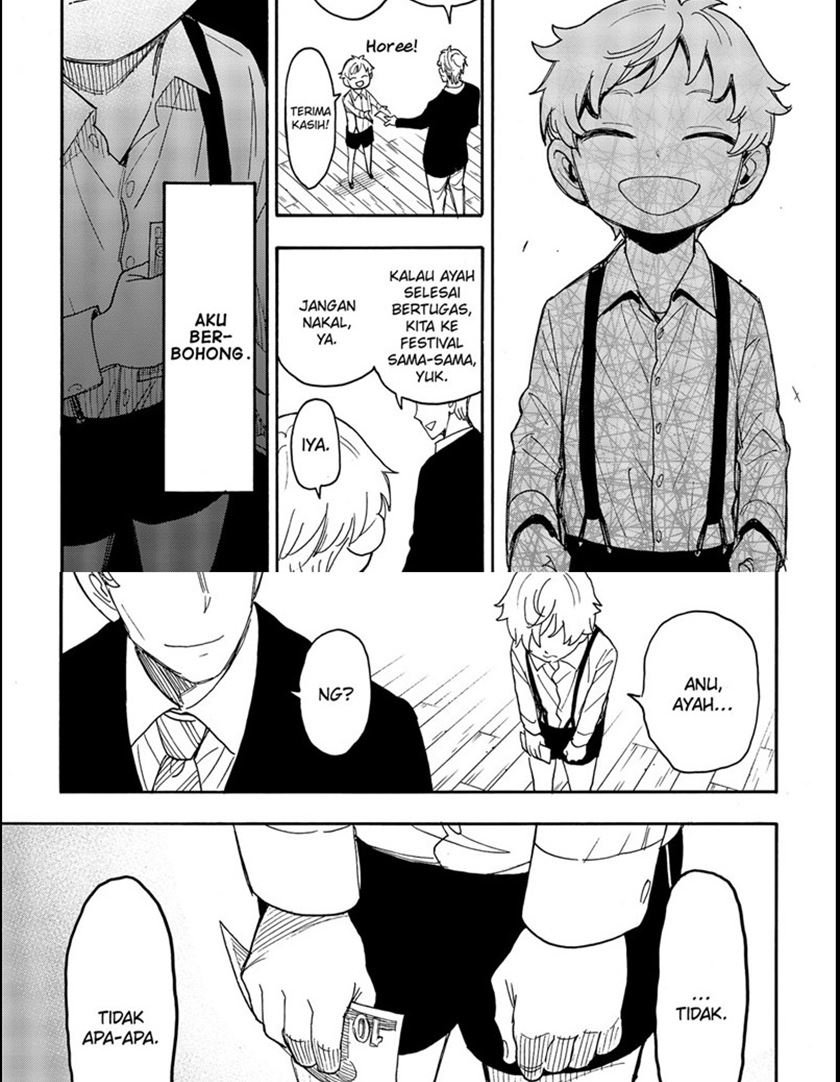 Horee!
TERIMA
KASIH!
KALAU AYAH
SELESAI
BERTUGAS,
KITA KE
FESTIVAL
SAMA-SAMA,
YUK.
JANGAN
NAKAL,
YA.
IYA.
AKU
BER-
BOHONG.
ANU,
AYAH...
NG?
...
TIDAK.
10
TIDAK
APA-APA.